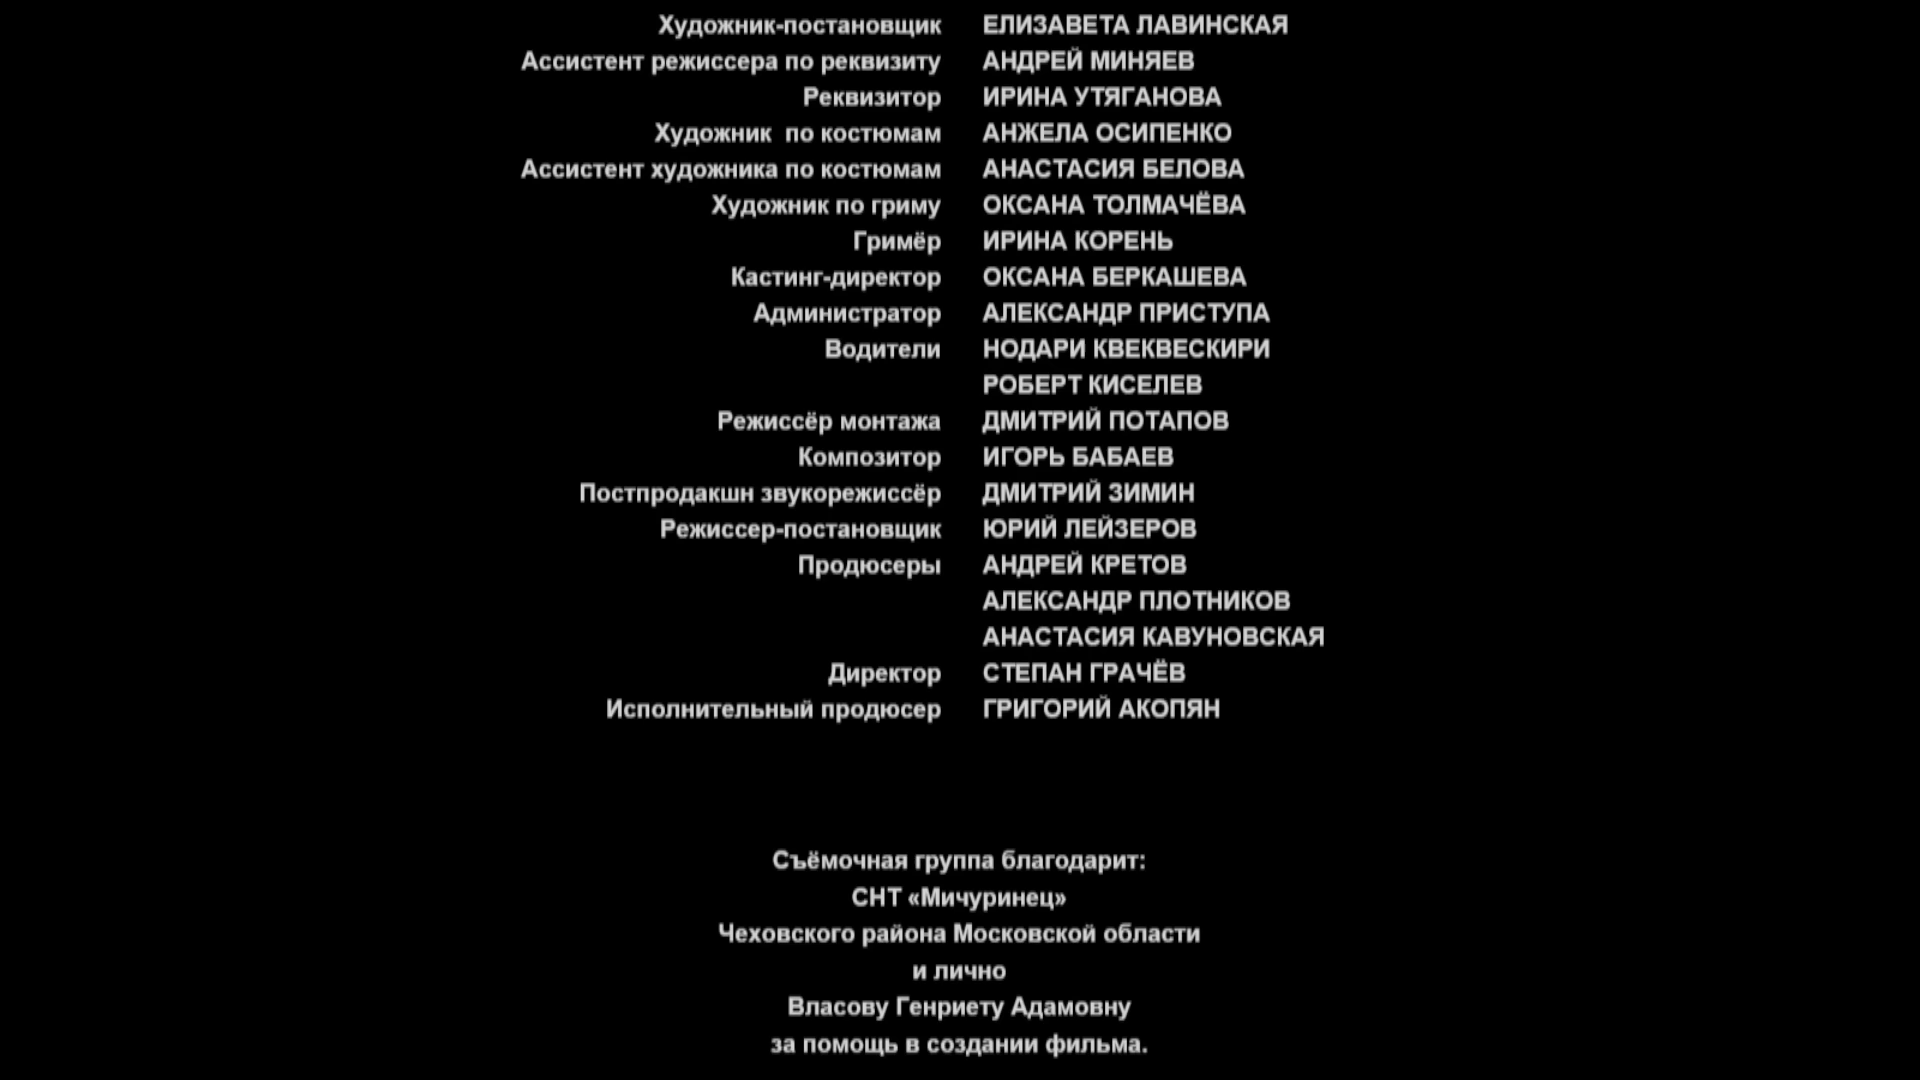 Художник-постановщик ЕЛИЗАВЕТА ЛАВИНСКАЯ
Ассистент режиссера по реквизиту АНДРЕЙ МИНЯЕВ
Реквизитор ИРИНА УТЯГАНОВА
Художник  по костюмам АНЖЕЛА ОСИПЕНКО
Ассистент художника по костюмам АНАСТАСИЯ БЕЛОВА
Художник по гриму ОКСАНА ТОЛМАЧЁВА
Гримёр ИРИНА КОРЕНЬ
Кастинг-директор ОКСАНА БЕРКАШЕВА
Администратор АЛЕКСАНДР ПРИСТУПА
Водители НОДАРИ КВЕКВЕСКИРИ
РОБЕРТ КИСЕЛЕВ
Режиссёр монтажа ДМИТРИЙ ПОТАПОВ
Композитор ИГОРЬ БАБАЕВ
Постпродакшн звукорежиссёр ДМИТРИЙ ЗИМИН
Режиссер-постановщик ЮРИЙ ЛЕЙЗЕРОВ
Продюсеры АНДРЕЙ КРЕТОВ
АЛЕКСАНДР ПЛОТНИКОВ
АНАСТАСИЯ КАВУНОВСКАЯ
Директор СТЕПАН ГРАЧЁВ
Исполнительный продюсер ГРИГОРИЙ АКОПЯН
Съёмочная группа благодарит:
СНТ «Мичуринец»
Чеховского района Московской области
и лично
Власову Генриету Адамовну
за помощь в создании фильма.